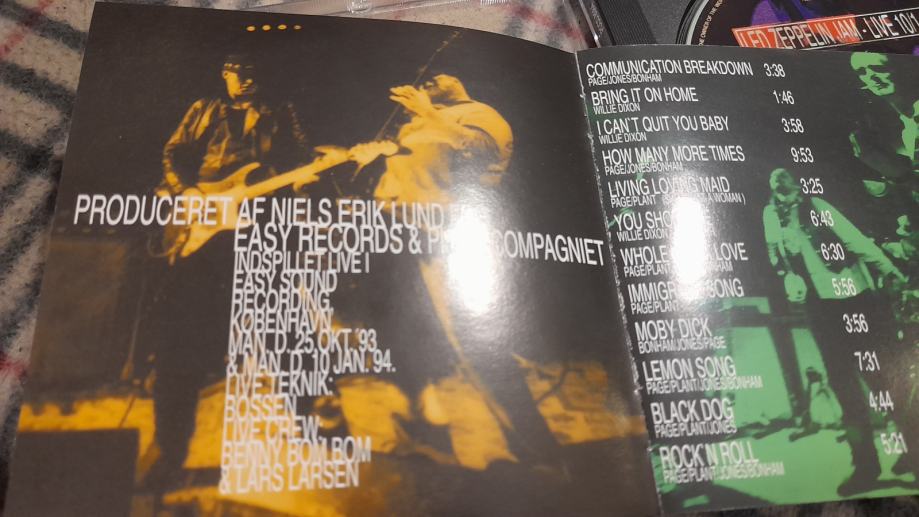 PRODUCERET AF NIELS ERIK LUND
EASY RECORDS & COMPAGNIET
INDSPILLET LIVE I
EASY SOUND
RECORDING,
KØBENHAVN,
MAN. D. 25 OKT. '93
& MAN. D. 10 JAN. 94.
LIVE TEKNIK:
BOSSEN
LIVE CREW:
BENNY BOM BOM
& LARS LARSEN
LED ZEPPELIN JAM - LIVE 10/1
COMMUNICATION BREAKDOWN 3:38
PAGE/JONES/BONHAM
BRING IT ON HOME 1:46
WILLIE DIXON
I CAN'T QUIT YOU BABY 3:58
WILLIE DIXON
HOW MANY MORE TIMES 9:53
PAGE/JONES/BONHAM
LIVING LOVING MAID 3:25
PAGE/PLANT A WOMAN )
YOU 6:43
WILLIE DIXON
WHOLE LOVE 6:30
PAGE/PLANT/ BONHAM
SONG 5:56
PAGE/PLANT
MOBY DICK 3:56
BONHAM/JONES/PAGE
LEMON SONG 7:31
PAGE/PLANT/JONES/BONHAM
BLACK DOG 4:44
PAGE/PLANT/JONES
ROCK'N ROLL 5:21
PAGE/PLANT/JONES/BONHAM